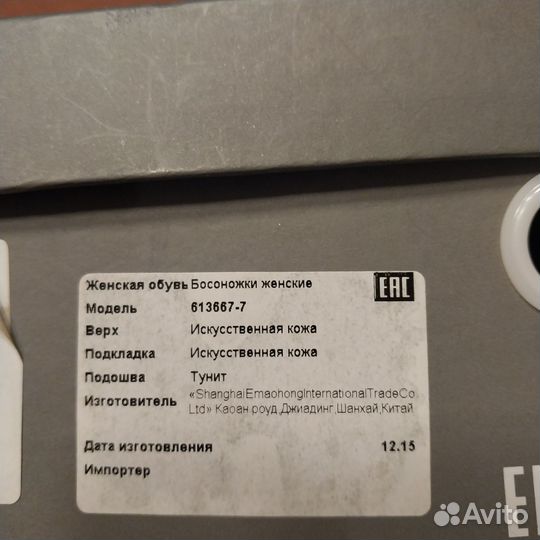 Женская обувь Босоножки женские EAC
Модель 613667-7
Верх Искусственная кожа
Подкладка Искусственная кожа
Подошва Тунит
Изготовитель «ShanghaiEmaohongInternationalTradeCo.
Ltd» Каоан роуд,Джиадинг,Шанхай,Китай
Дата изготовления 12.15
Импортер
Avito